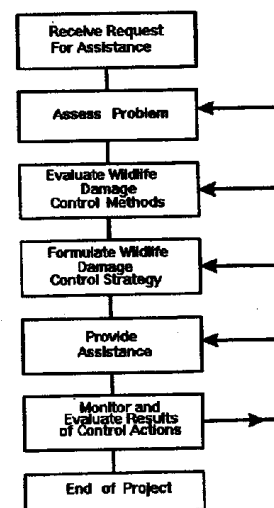 Receive Request
For Assistance
Assess Problem
Evaluate Wildlife
Damage
Control Methods
Formulate Wildlife
Damage
Control Strategy
Provide
Assistance
Monitor and
Evaluate Results
of Control Actions
End of Project